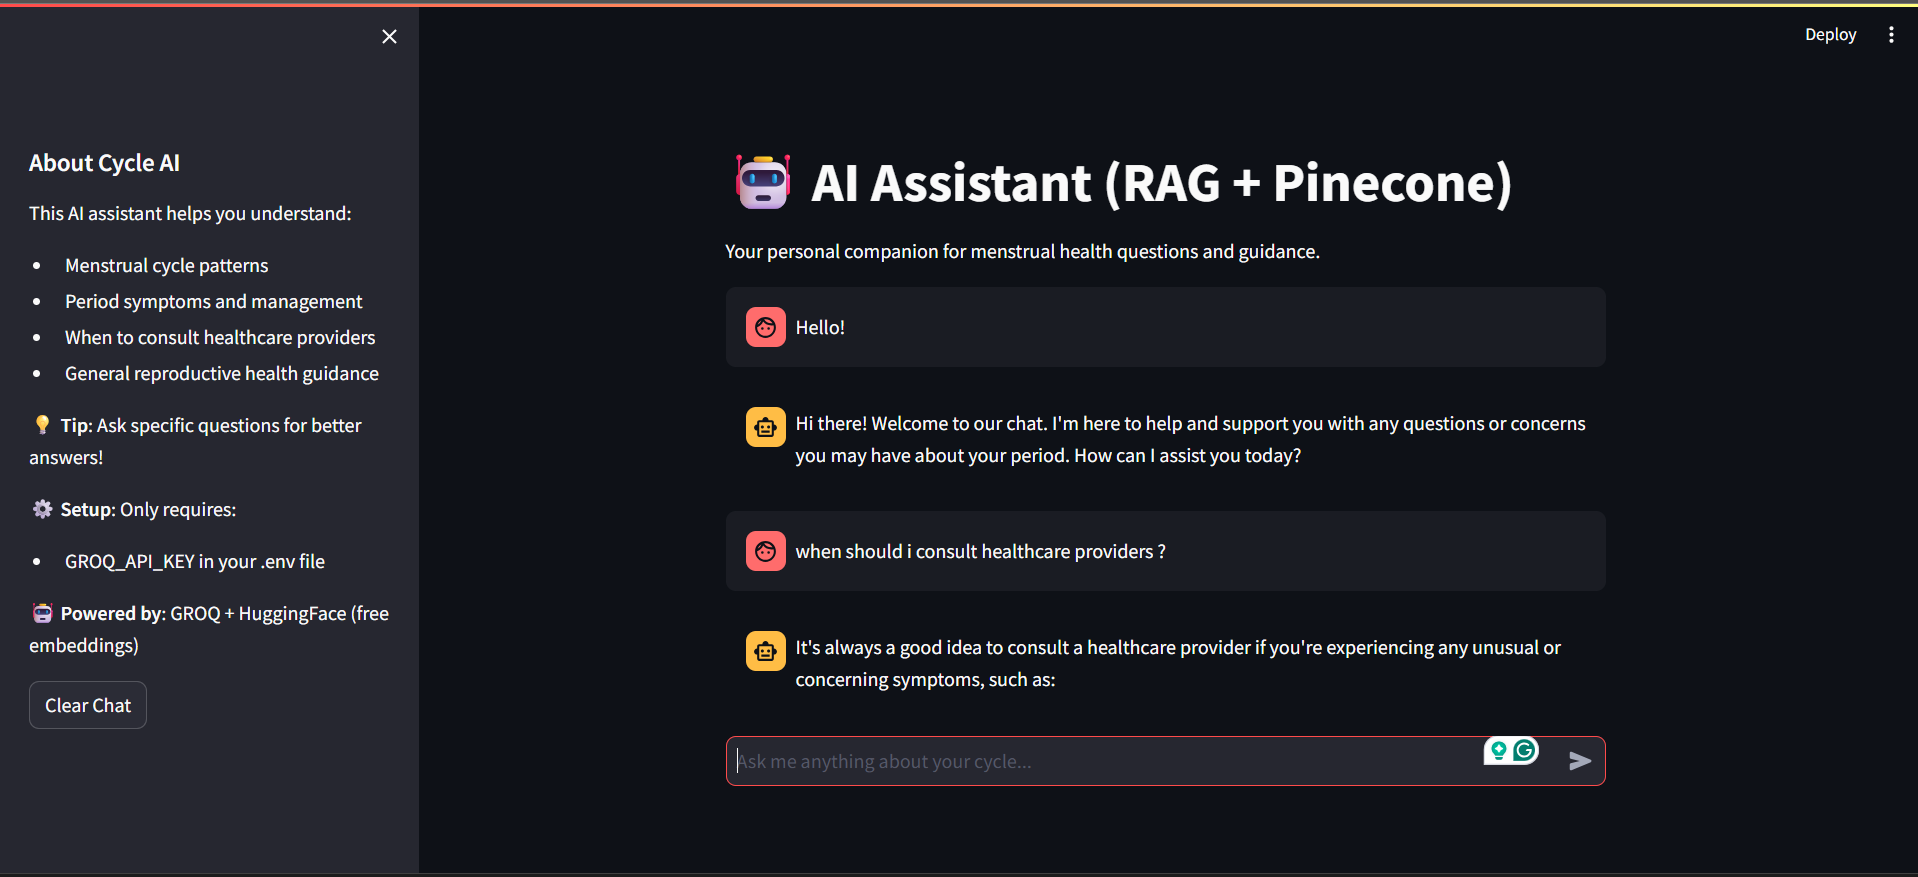 Deploy
About Cycle AI
This AI assistant helps you understand:
Menstrual cycle patterns
Period symptoms and management
When to consult healthcare providers
General reproductive health guidance
Tip: Ask specific questions for better
answers!
Setup: Only requires:
GROQ_API_KEY in your .env file
Powered by: GROQ + HuggingFace (free
embeddings)
Clear Chat
AI Assistant (RAG + Pinecone)
Your personal companion for menstrual health questions and guidance.
Hello!
Hi there! Welcome to our chat. I'm here to help and support you with any questions or concerns
you may have about your period. How can I assist you today?
when should i consult healthcare providers ?
It's always a good idea to consult a healthcare provider if you're experiencing any unusual or
concerning symptoms, such as:
Ask me anything about your cycle...